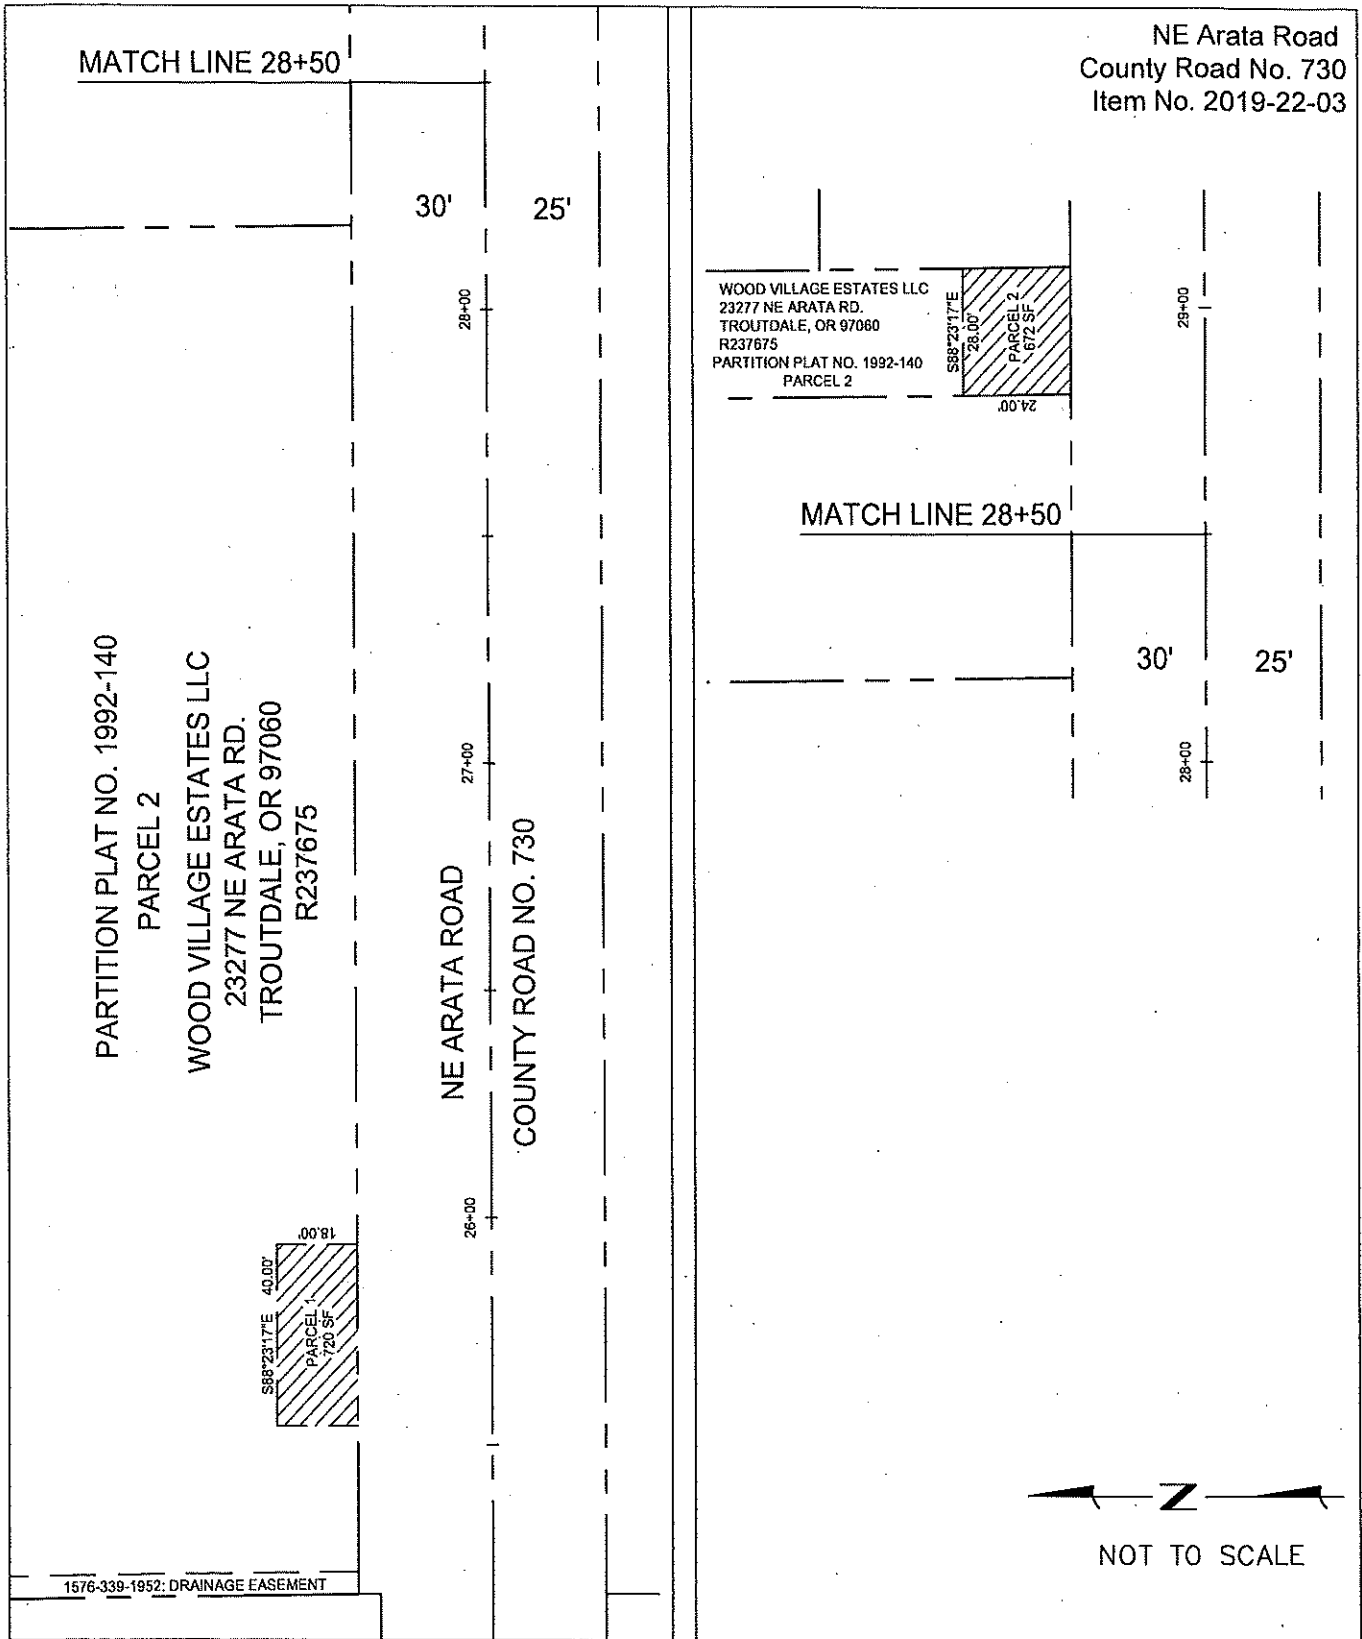 NE Arata Road
County Road No. 730
Item No. 2019-22-03
MATCH LINE 28+50
30'
25'
28+00
PARTITION PLAT NO. 1992-140
PARCEL 2
WOOD VILLAGE ESTATES LLC
23277 NE ARATA RD.
TROUTDALE, OR 97060
R237675
27+00
NE ARATA ROAD
COUNTY ROAD NO. 730
26+00
18.00'
S88°23'17"E 40.00'
PARCEL 1
720 SF
1576-339-1952: DRAINAGE EASEMENT
WOOD VILLAGE ESTATES LLC
23277 NE ARATA RD.
TROUTDALE, OR 97060
R237675
PARTITION PLAT NO. 1992-140
PARCEL 2
S88°23'17"E
28.00'
PARCEL 2
672 SF
24.00'
29+00
MATCH LINE 28+50
30'
25'
28+00
N
NOT TO SCALE